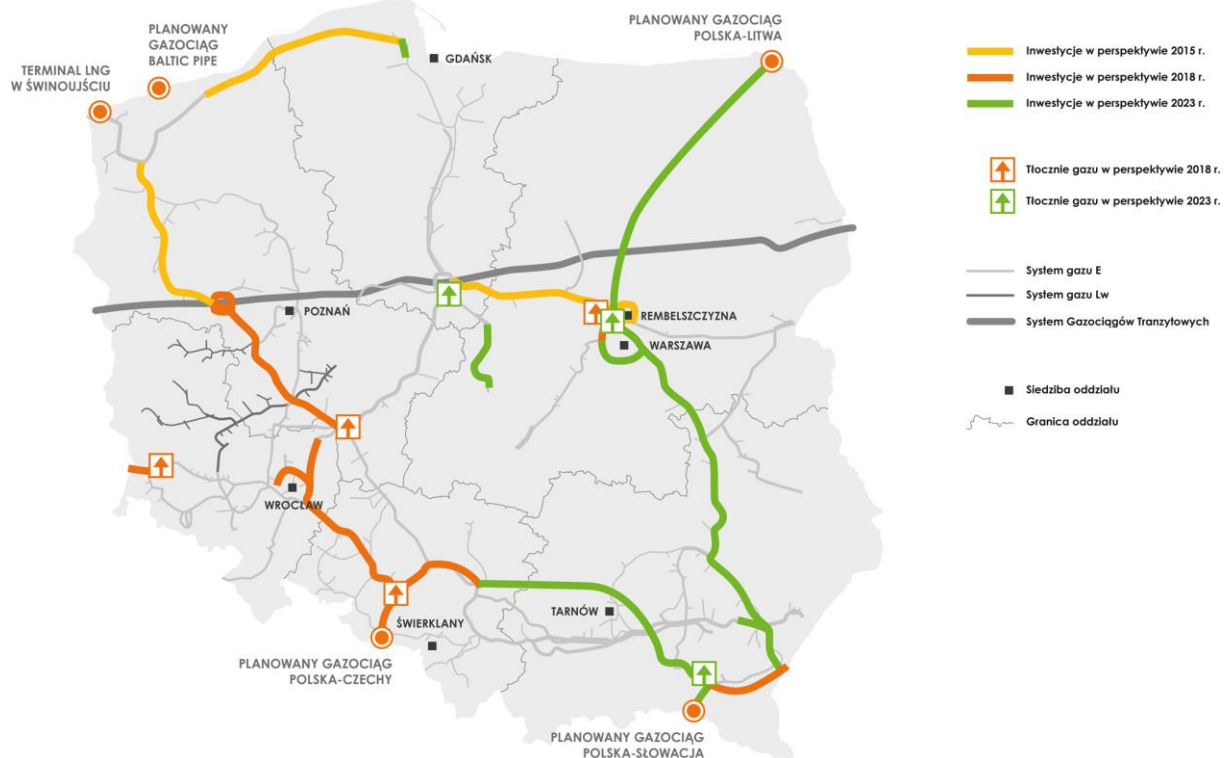 PLANOWANY
GAZOCIĄG
BALTIC PIPE
TERMINAL LNG
W ŚWINOUJŚCIU
GDAŃSK
PLANOWANY GAZOCIĄG
POLSKA-LITWA
POZNAŃ
REMBELSZCZYZNA
WARSZAWA
WROCŁAW
TARNÓW
ŚWIERKLANY
PLANOWANY GAZOCIĄG
POLSKA-CZECHY
PLANOWANY GAZOCIĄG
POLSKA-SŁOWACJA
Inwestycje w perspektywie 2015 r.
Inwestycje w perspektywie 2018 r.
Inwestycje w perspektywie 2023 r.
Tłocznie gazu w perspektywie 2018 r.
Tłocznie gazu w perspektywie 2023 r.
System gazu E
System gazu Lw
System Gazociągów Tranzytowych
Siedziba oddziału
Granica oddziału